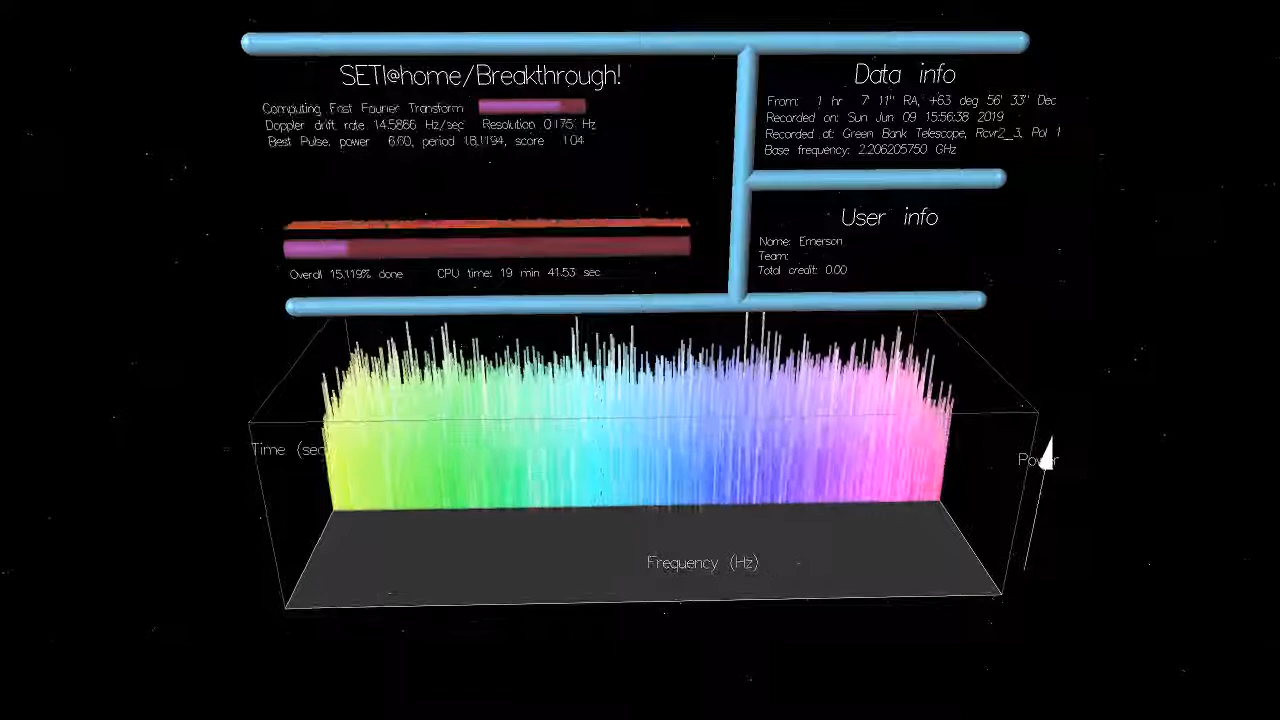 SETI@home/Breakthrough!
Computing Fast Fourier Transform
Doppler drift rate 14.5866 Hz/sec Resolution 0.175 Hz
Best Pulse, power 6.60, period 18.1194, score 1.04
Overall 15.119% done CPU time: 19 min 41.53 sec
Data info
From: 1 hr 7' 11" RA, +63 deg 56' 33" Dec
Recorded on: Sun Jun 09 15:56:38 2019
Recorded at: Green Bank Telescope, Rcvr2_3, Pol 1
Base frequency: 2.206205750 GHz
User info
Name: Emerson
Team:
Total credit: 0.00
Time (sec
Power
Frequency (Hz)